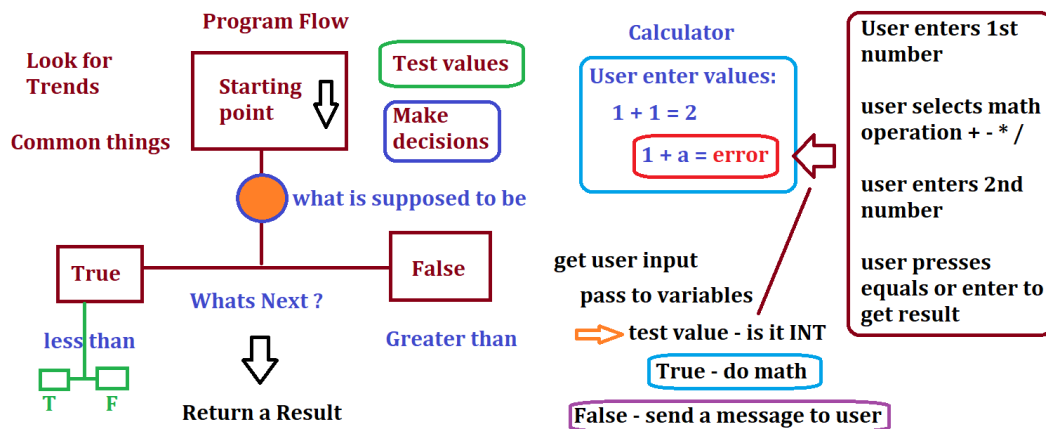 Program Flow
Look for
Trends
Common things
Starting
point
Test values
Make
decisions
what is supposed to be
True
False
Whats Next ?
less than
Greater than
T
F
Return a Result
Calculator
User enter values:
1 + 1 = 2
1 + a = error
get user input
pass to variables
test value - is it INT
True - do math
False - send a message to user
User enters 1st
number
user selects math
operation + - * /
user enters 2nd
number
user presses
equals or enter to
get result